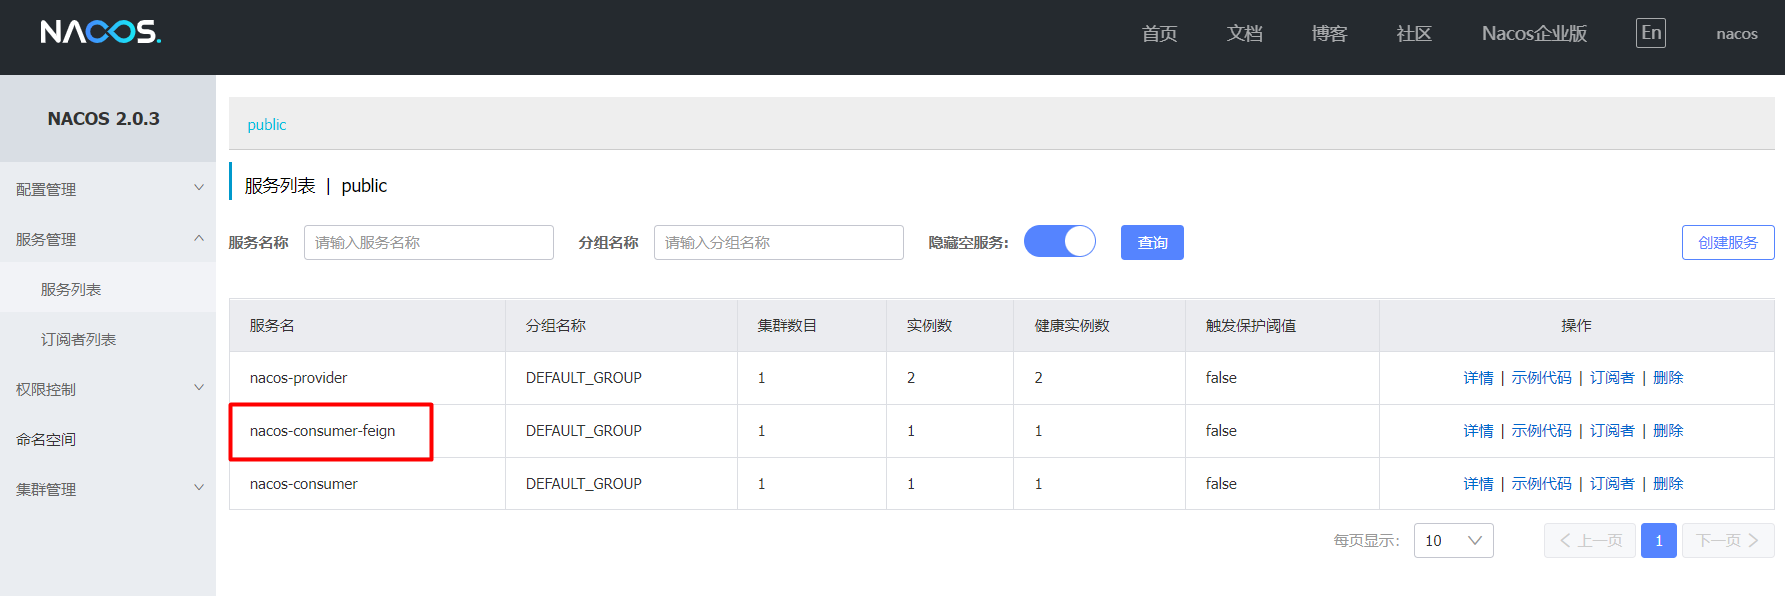 NACOS.
首页 文档 博客 社区 Nacos企业版 En nacos
NACOS 2.0.3
配置管理
服务管理
服务列表
订阅者列表
权限控制
命名空间
集群管理
public
服务列表 | public
服务名称 请输入服务名称 分组名称 请输入分组名称 隐藏空服务: 查询 创建服务
服务名 分组名称 集群数目 实例数 健康实例数 触发保护阈值 操作
nacos-provider DEFAULT_GROUP 1 2 2 false 详情 | 示例代码 | 订阅者 | 删除
nacos-consumer-feign DEFAULT_GROUP 1 1 1 false 详情 | 示例代码 | 订阅者 | 删除
nacos-consumer DEFAULT_GROUP 1 1 1 false 详情 | 示例代码 | 订阅者 | 删除
每页显示: 10 上一页 1 下一页